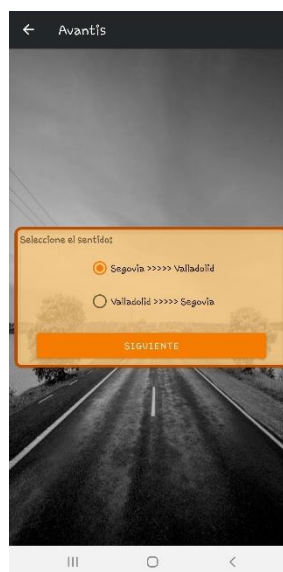 Avantis
Seleccione el sentido:
Segovia >>>>> Valladolid
Valladolid >>>>> Segovia
SIGUIENTE